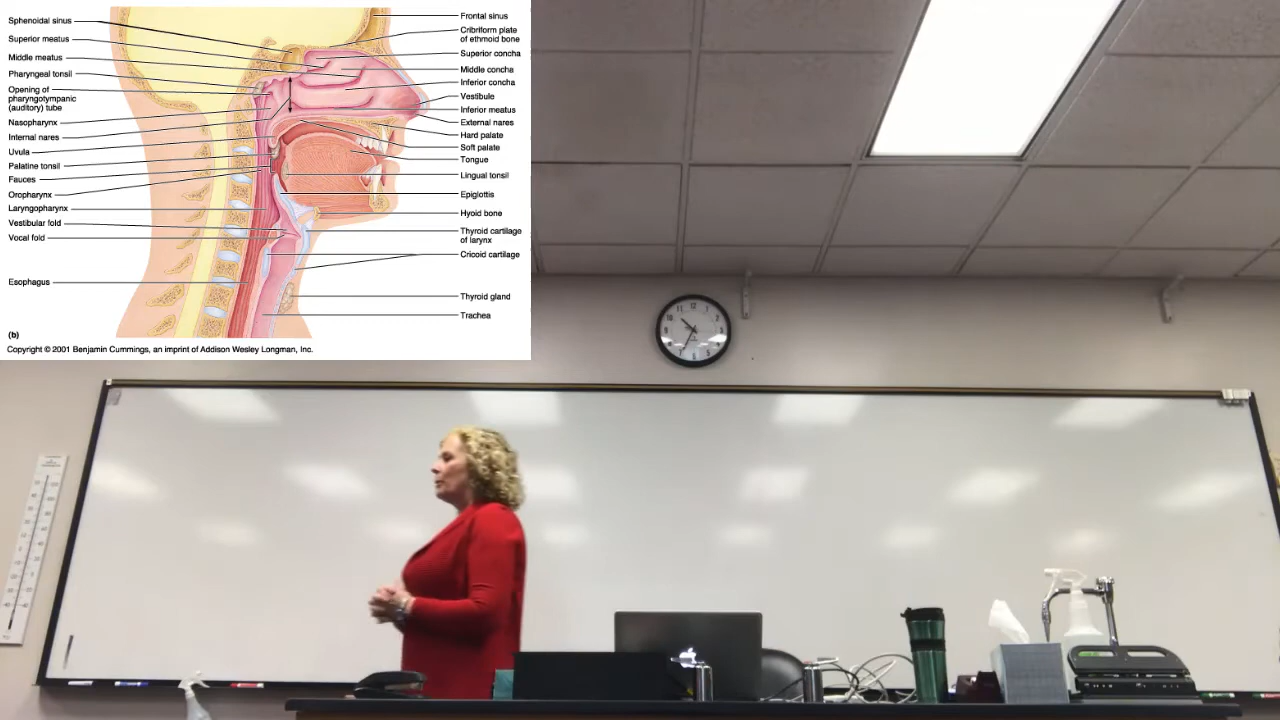 Sphenoidal sinus
Superior meatus
Middle meatus
Pharyngeal tonsil
Opening of
pharyngotympanic
(auditory) tube
Nasopharynx
Internal nares
Uvula
Palatine tonsil
Fauces
Oropharynx
Laryngopharynx
Vestibular fold
Vocal fold
Esophagus
Frontal sinus
Cribriform plate
of ethmoid bone
Superior concha
Middle concha
Inferior concha
Vestibule
Inferior meatus
External nares
Hard palate
Soft palate
Tongue
Lingual tonsil
Epiglottis
Hyoid bone
Thyroid cartilage
of larynx
Cricoid cartilage
Thyroid gland
Trachea
(b)
Copyright © 2001 Benjamin Cummings, an imprint of Addison Wesley Longman, Inc.